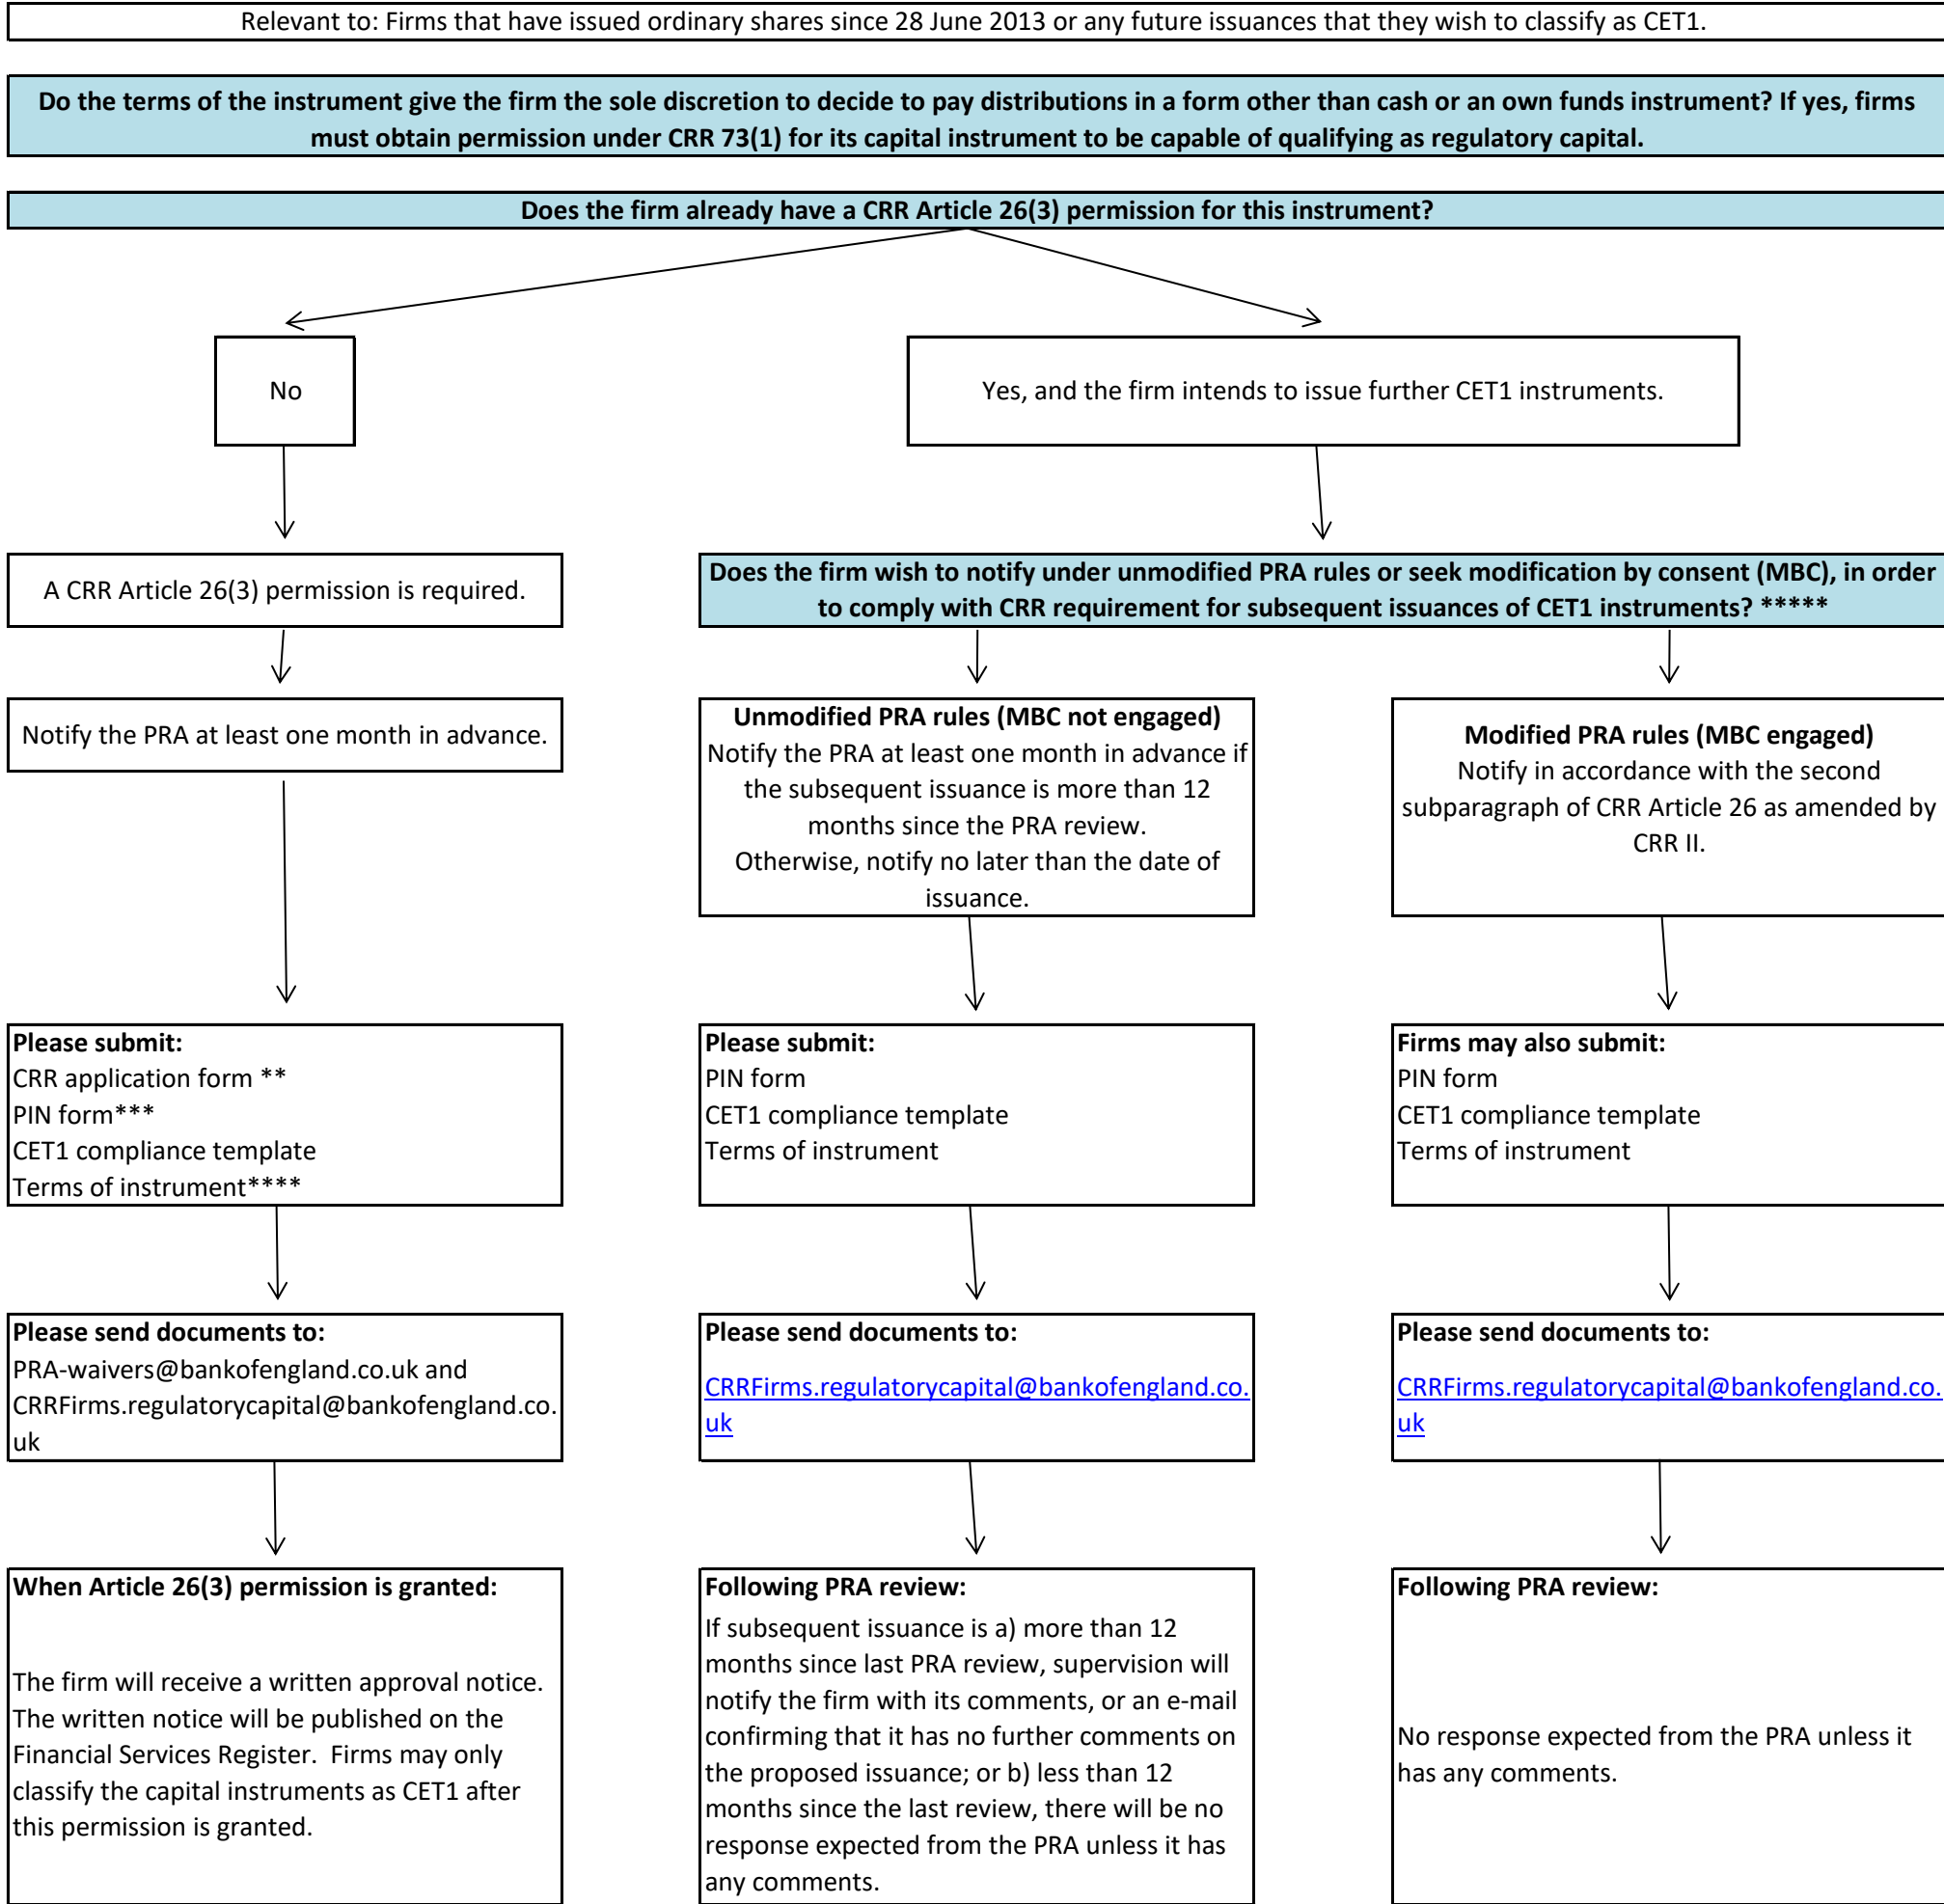 Relevant to: Firms that have issued ordinary shares since 28 June 2013 or any future issuances that they wish to classify as CET1.
Do the terms of the instrument give the firm the sole discretion to decide to pay distributions in a form other than cash or an own funds instrument? If yes, firms
must obtain permission under CRR 73(1) for its capital instrument to be capable of qualifying as regulatory capital.
Does the firm already have a CRR Article 26(3) permission for this instrument?
No
Yes, and the firm intends to issue further CET1 instruments.
A CRR Article 26(3) permission is required.
Does the firm wish to notify under unmodified PRA rules or seek modification by consent (MBC), in order
to comply with CRR requirement for subsequent issuances of CET1 instruments? *****
Notify the PRA at least one month in advance.
Unmodified PRA rules (MBC not engaged)
Notify the PRA at least one month in advance if
the subsequent issuance is more than 12
months since the PRA review.
Otherwise, notify no later than the date of
issuance.
Modified PRA rules (MBC engaged)
Notify in accordance with the second
subparagraph of CRR Article 26 as amended by
CRR II.
Please submit:
CRR application form **
PIN form***
CET1 compliance template
Terms of instrument****
Please submit:
PIN form
CET1 compliance template
Terms of instrument
Firms may also submit:
PIN form
CET1 compliance template
Terms of instrument
Please send documents to:
PRA-waivers@bankofengland.co.uk and
CRRFirms.regulatorycapital@bankofengland.co.
uk
Please send documents to:
CRRFirms.regulatorycapital@bankofengland.co.
uk
Please send documents to:
CRRFirms.regulatorycapital@bankofengland.co.
uk
When Article 26(3) permission is granted:
The firm will receive a written approval notice.
The written notice will be published on the
Financial Services Register.  Firms may only
classify the capital instruments as CET1 after
this permission is granted.
Following PRA review:
If subsequent issuance is a) more than 12
months since last PRA review, supervision will
notify the firm with its comments, or an e-mail
confirming that it has no further comments on
the proposed issuance; or b) less than 12
months since the last review, there will be no
response expected from the PRA unless it has
any comments.
Following PRA review:
No response expected from the PRA unless it
has any comments.